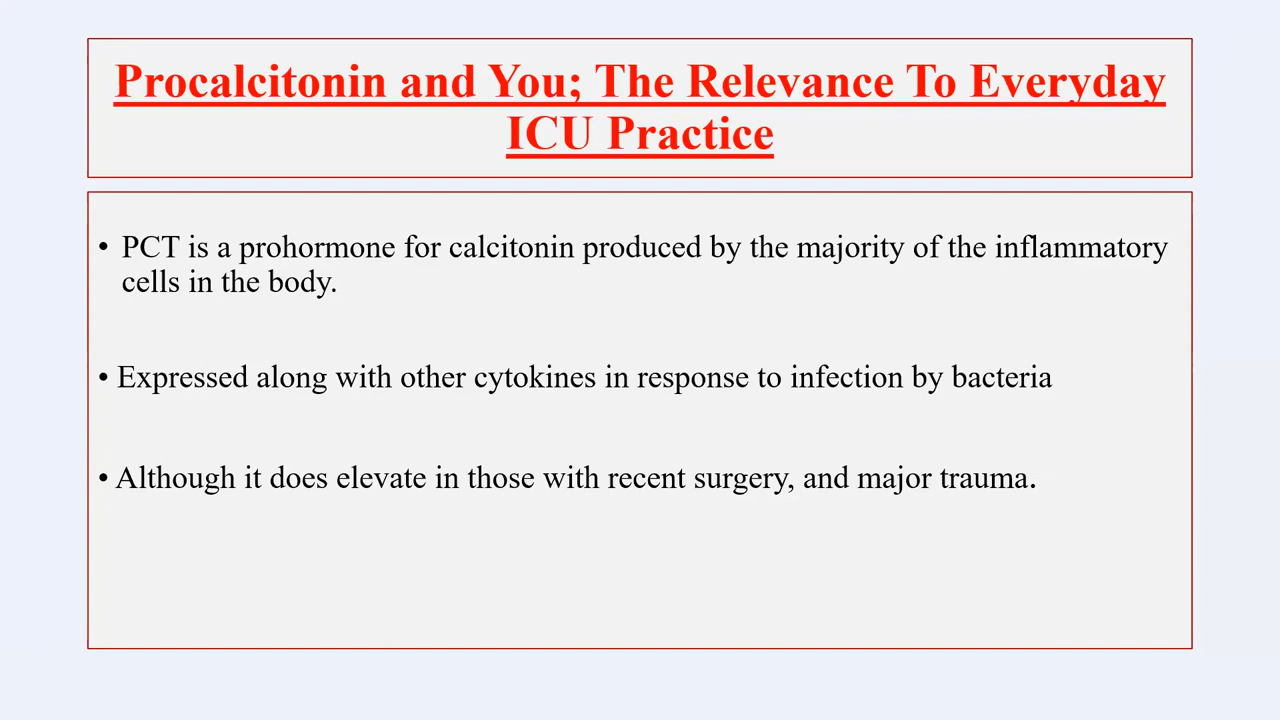 Procalcitonin and You; The Relevance To Everyday
ICU Practice
• PCT is a prohormone for calcitonin produced by the majority of the inflammatory
cells in the body.
• Expressed along with other cytokines in response to infection by bacteria
• Although it does elevate in those with recent surgery, and major trauma.